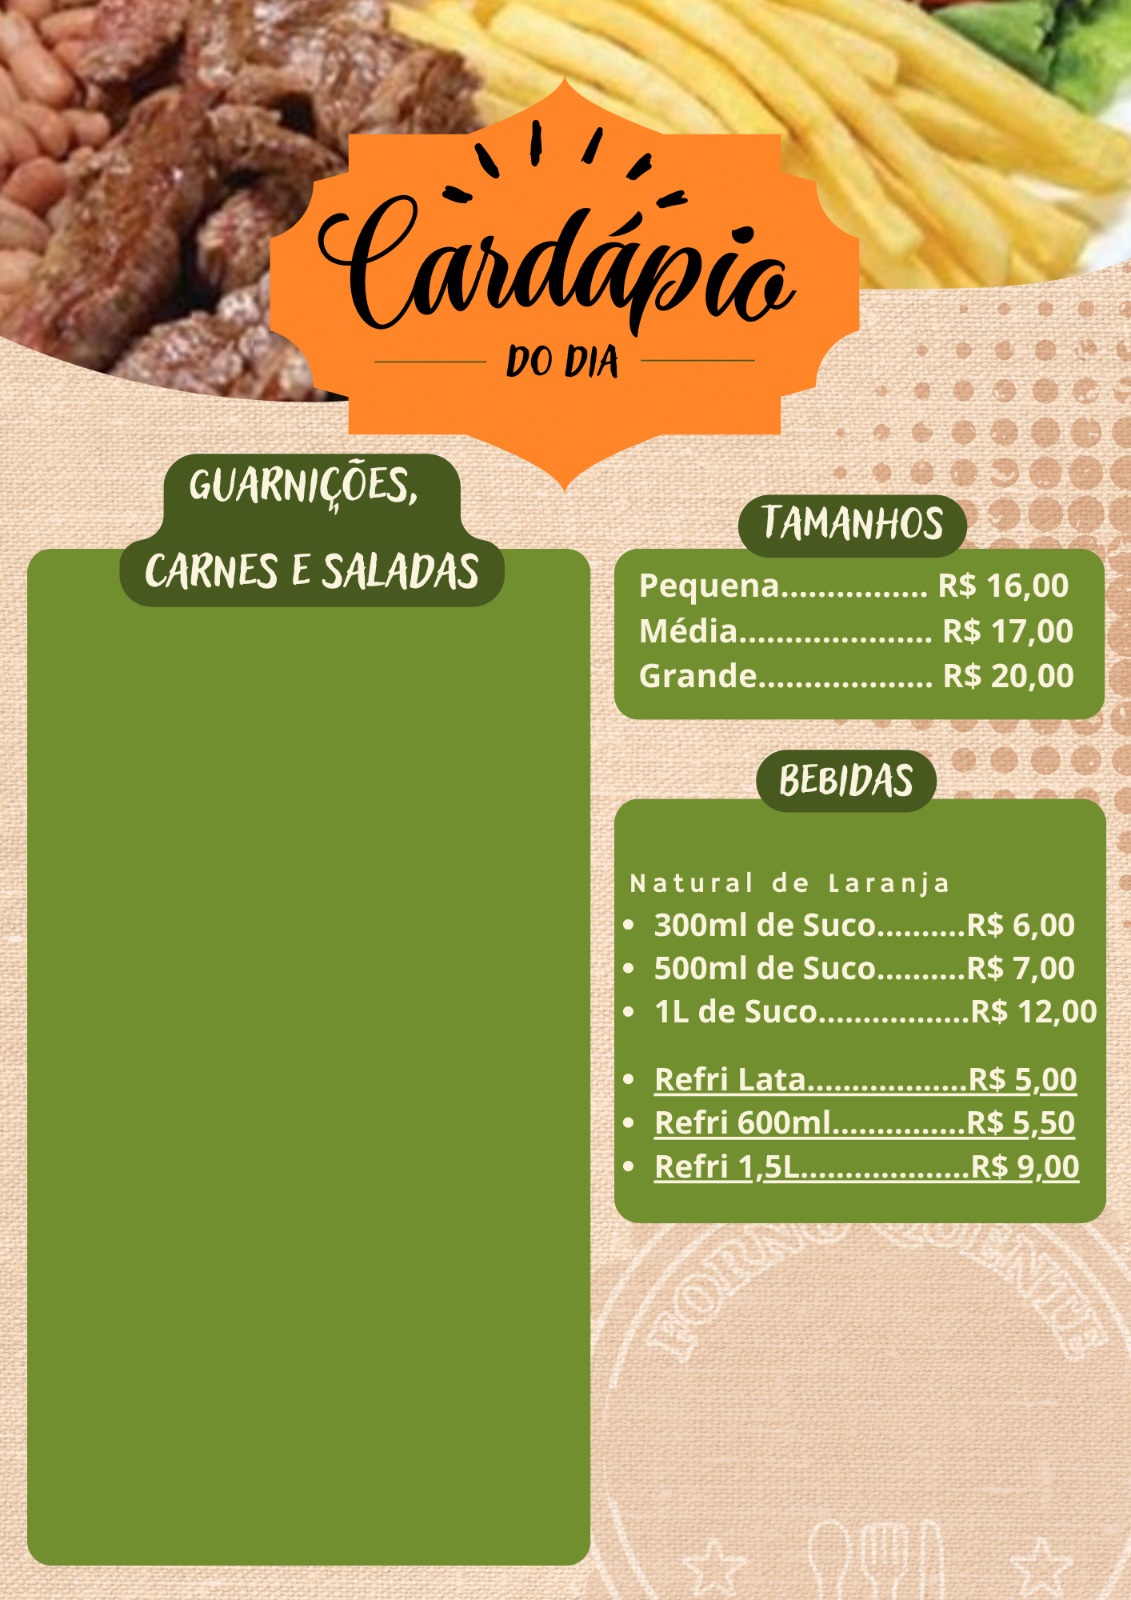 Cardápio
DO DIA
GUARNIÇÕES,
CARNES E SALADAS
TAMANHOS
Pequena................ R$ 16,00
Média..................... R$ 17,00
Grande................... R$ 20,00
BEBIDAS
Natural de Laranja
• 300ml de Suco..........R$ 6,00
• 500ml de Suco..........R$ 7,00
• 1L de Suco.................R$ 12,00
• Refri Lata..................R$ 5,00
• Refri 600ml...............R$ 5,50
• Refri 1,5L...................R$ 9,00
FORNO QUENTE